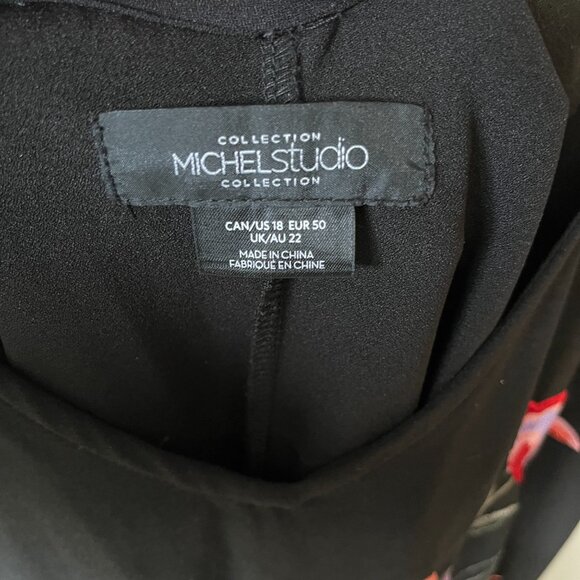 COLLECTION
MICHELstudio
COLLECTION
CAN/US 18 EUR 50
UK/AU 22
MADE IN CHINA
FABRIQUÉ EN CHINE